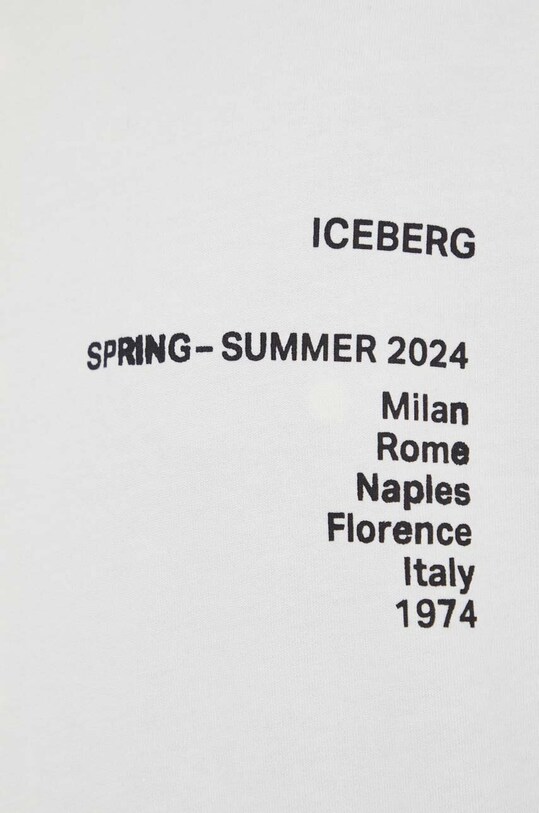 ICEBERG
SPRING – SUMMER 2024
Milan
Rome
Naples
Florence
Italy
1974